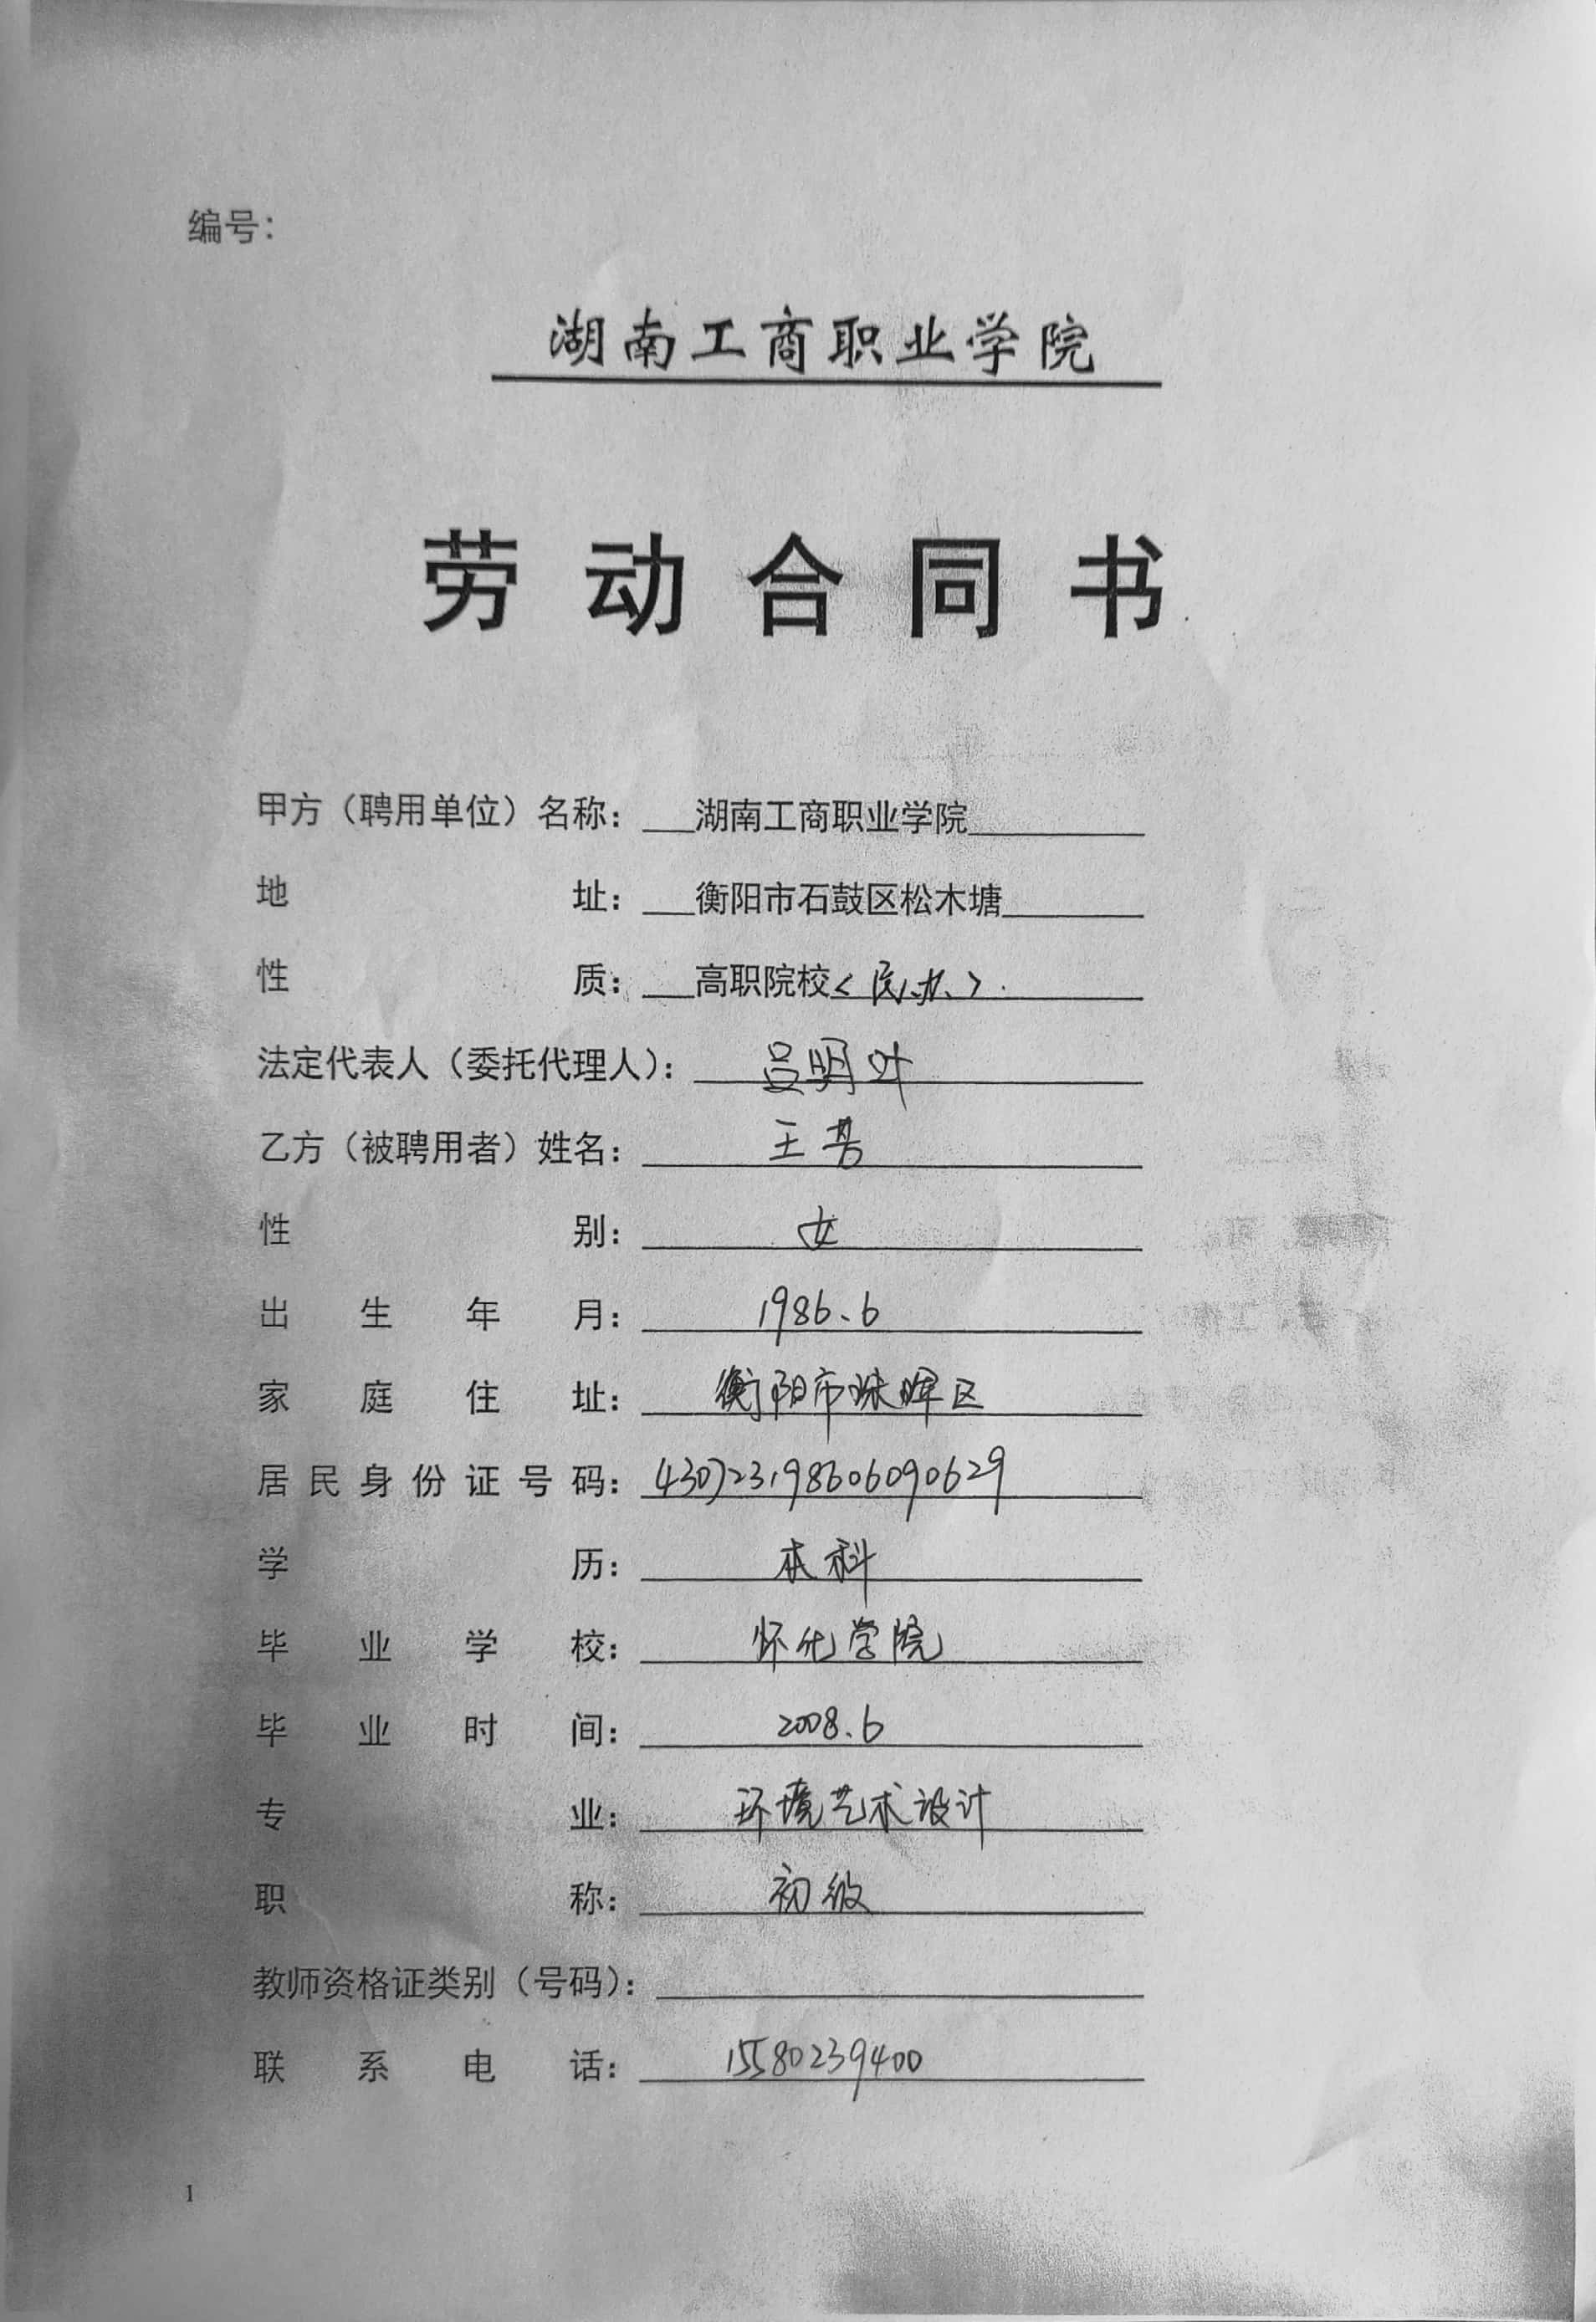 编号：
湖南工商职业学院
劳动合同书
甲方（聘用单位）名称： 湖南工商职业学院
地址： 衡阳市石鼓区松木塘
性质： 高职院校<民办>.
法定代表人（委托代理人）： 吕明叶
乙方（被聘用者）姓名： 王
性别： 女
出生年月： 1986、6
家庭住址： 衡阳市珠晖区
居民身份证号码： 430723198606090629
学历： 本科
毕业学校： 怀化学院
毕业时间： 2008、6
专业： 环境艺术设计
职称： 初级
教师资格证类别（号码）：
联系电话： 15580239400
1